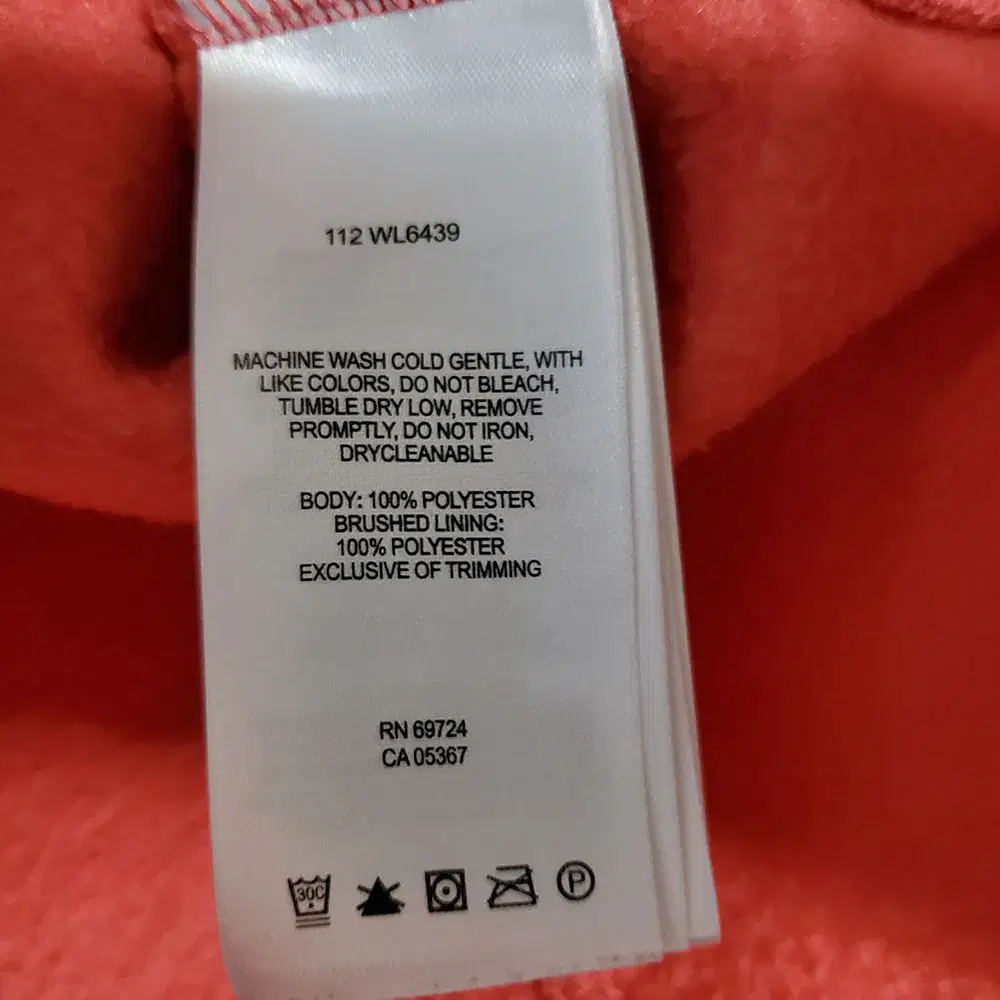 112 WL6439
MACHINE WASH COLD GENTLE, WITH
LIKE COLORS, DO NOT BLEACH,
TUMBLE DRY LOW, REMOVE
PROMPTLY, DO NOT IRON,
DRYCLEANABLE
BODY: 100% POLYESTER
BRUSHED LINING:
100% POLYESTER
EXCLUSIVE OF TRIMMING
RN 69724
CA 05367
30C P